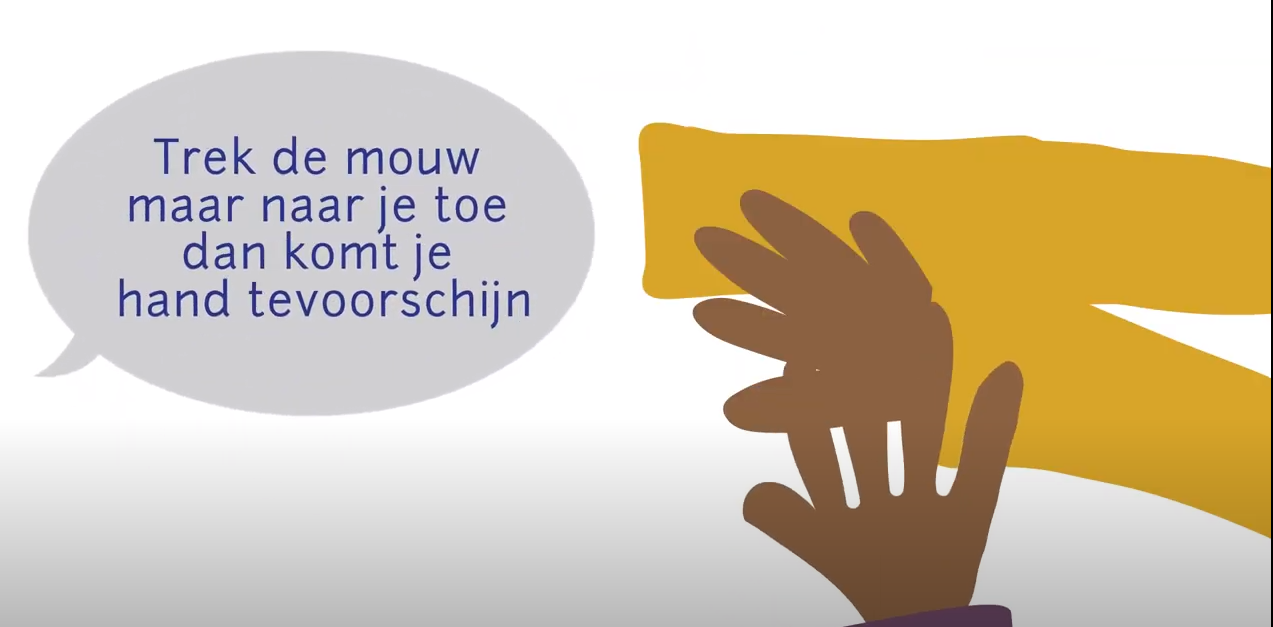 Trek de mouw
maar naar je toe
dan komt je
hand tevoorschijn